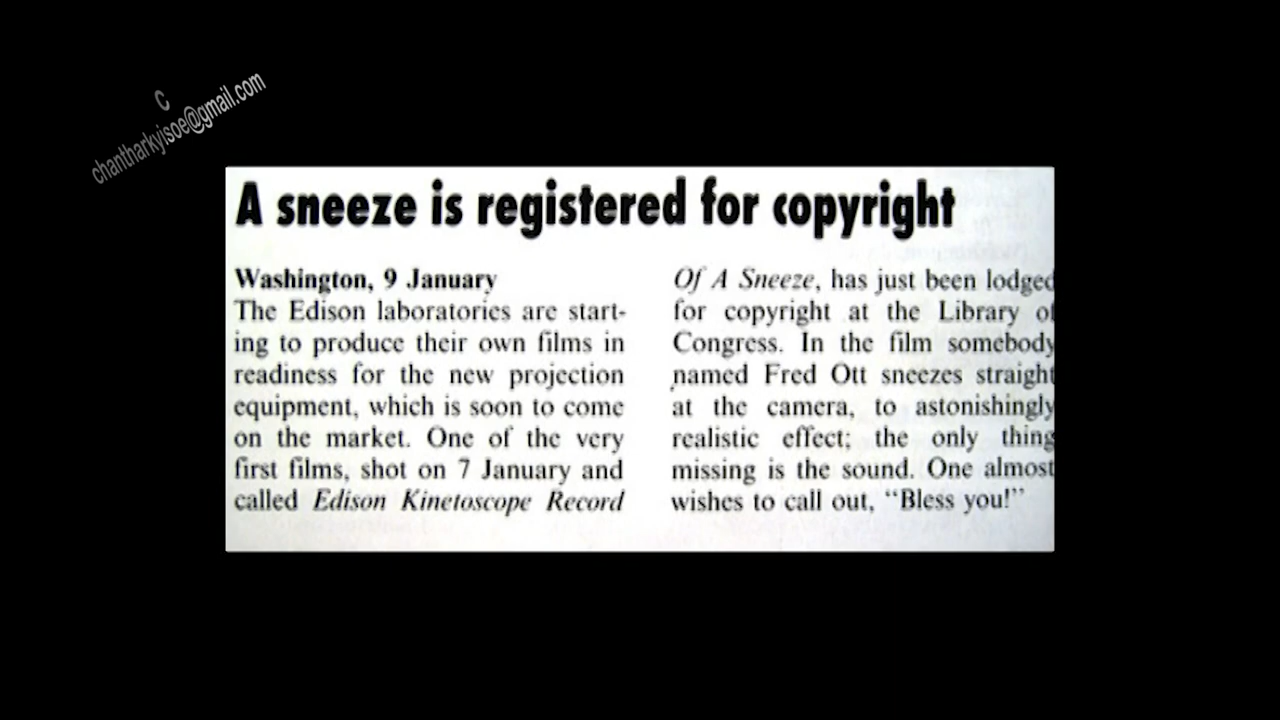 C
chantharkyisoe@gmail.com
A sneeze is registered for copyright
Washington, 9 January
The Edison laboratories are start-
ing to produce their own films in
readiness for the new projection
equipment, which is soon to come
on the market. One of the very
first films, shot on 7 January and
called Edison Kinetoscope Record
Of A Sneeze, has just been lodged
for copyright at the Library of
Congress. In the film somebody
named Fred Ott sneezes straight
at the camera, to astonishingly
realistic effect; the only thing
missing is the sound. One almost
wishes to call out, “Bless you!”